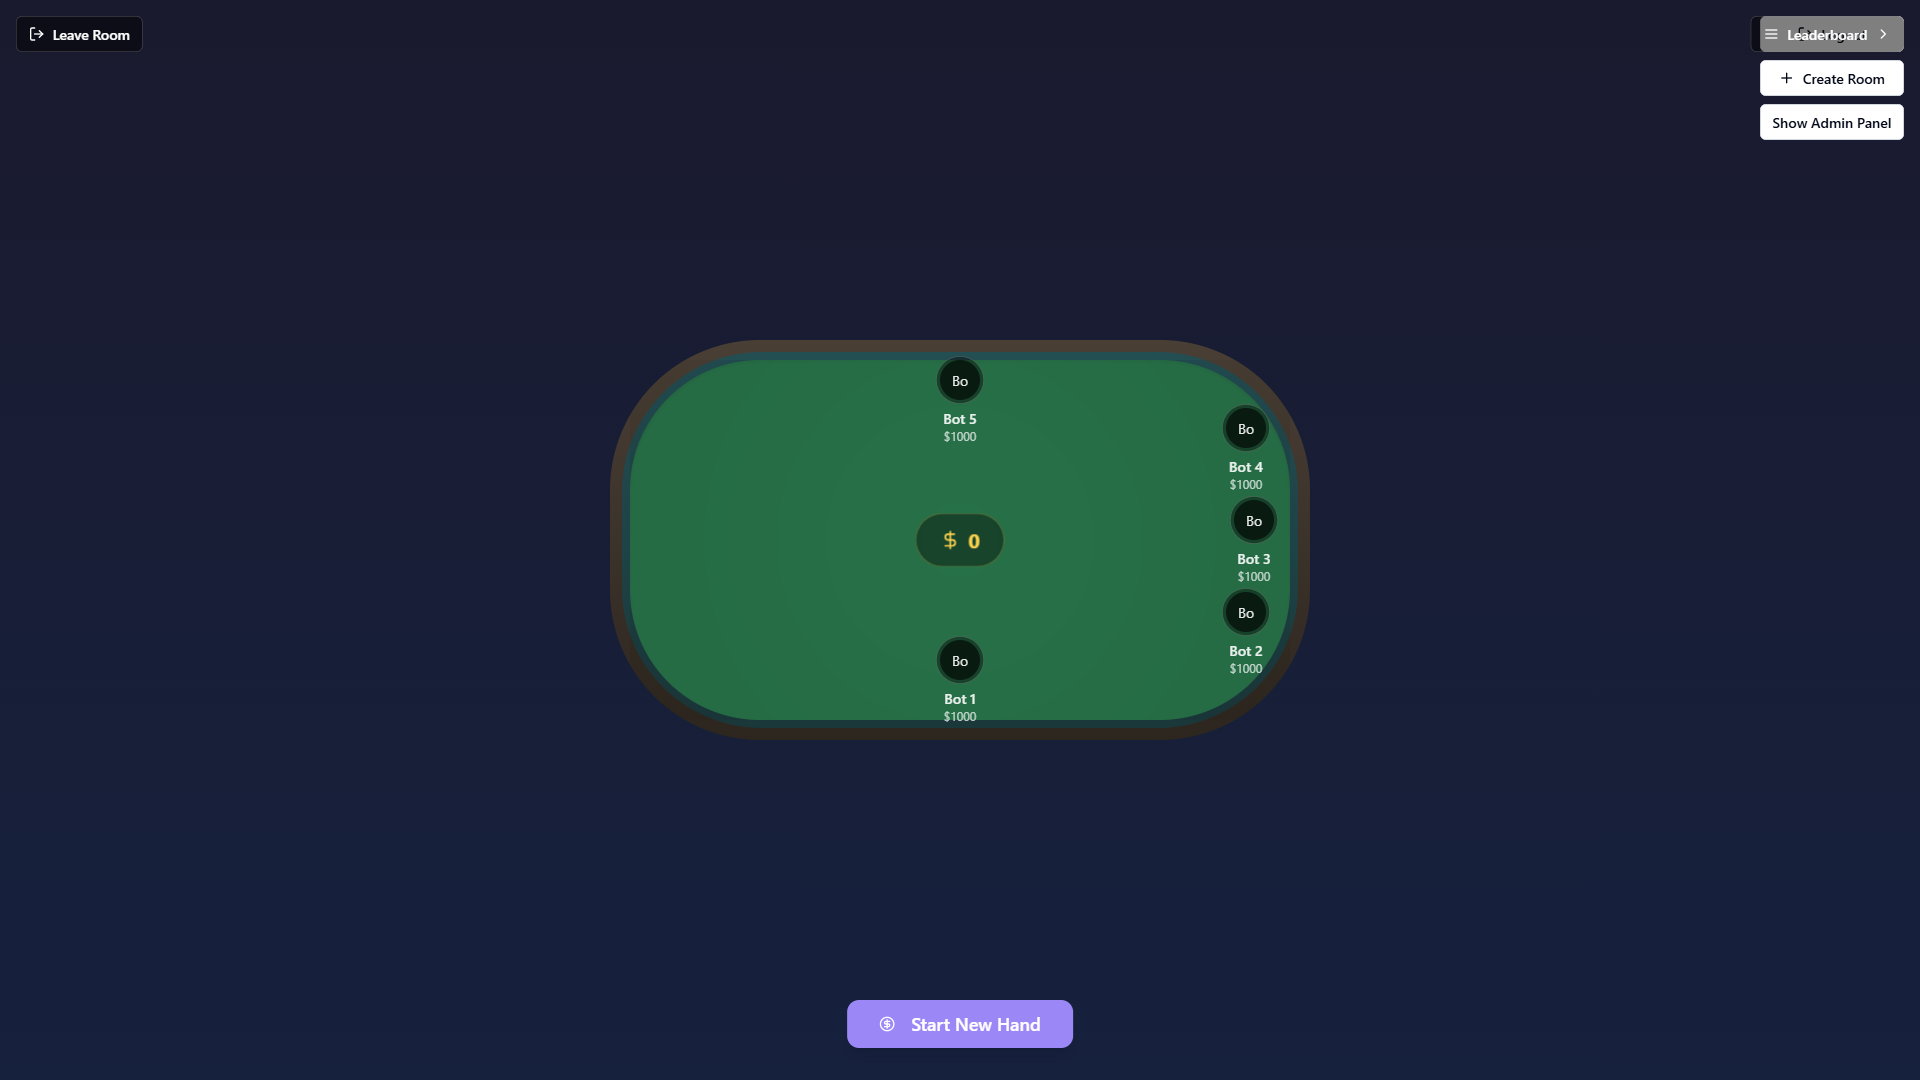 Leave Room
Leaderboard
Create Room
Show Admin Panel
Bo
Bot 5
$1000
Bo
Bot 4
$1000
Bo
Bot 3
$1000
$ 0
Bo
Bot 2
$1000
Bo
Bot 1
$1000
Start New Hand